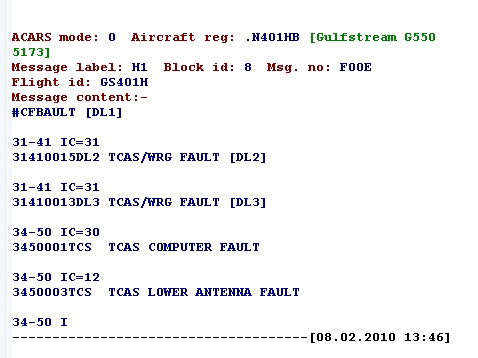 ACARS mode: 0 Aircraft reg: .N401HB [Gulfstream G550
5173]
Message label: H1 Block id: 8 Msg. no: F00E
Flight id: GS401H
Message content:-
#CFBAULT [DL1]
31-41 IC=31
31410015DL2 TCAS/WRG FAULT [DL2]
31-41 IC=31
31410013DL3 TCAS/WRG FAULT [DL3]
34-50 IC=30
3450001TCS TCAS COMPUTER FAULT
34-50 IC=12
3450003TCS TCAS LOWER ANTENNA FAULT
34-50 I
-------------------------------------[08.02.2010 13:46]